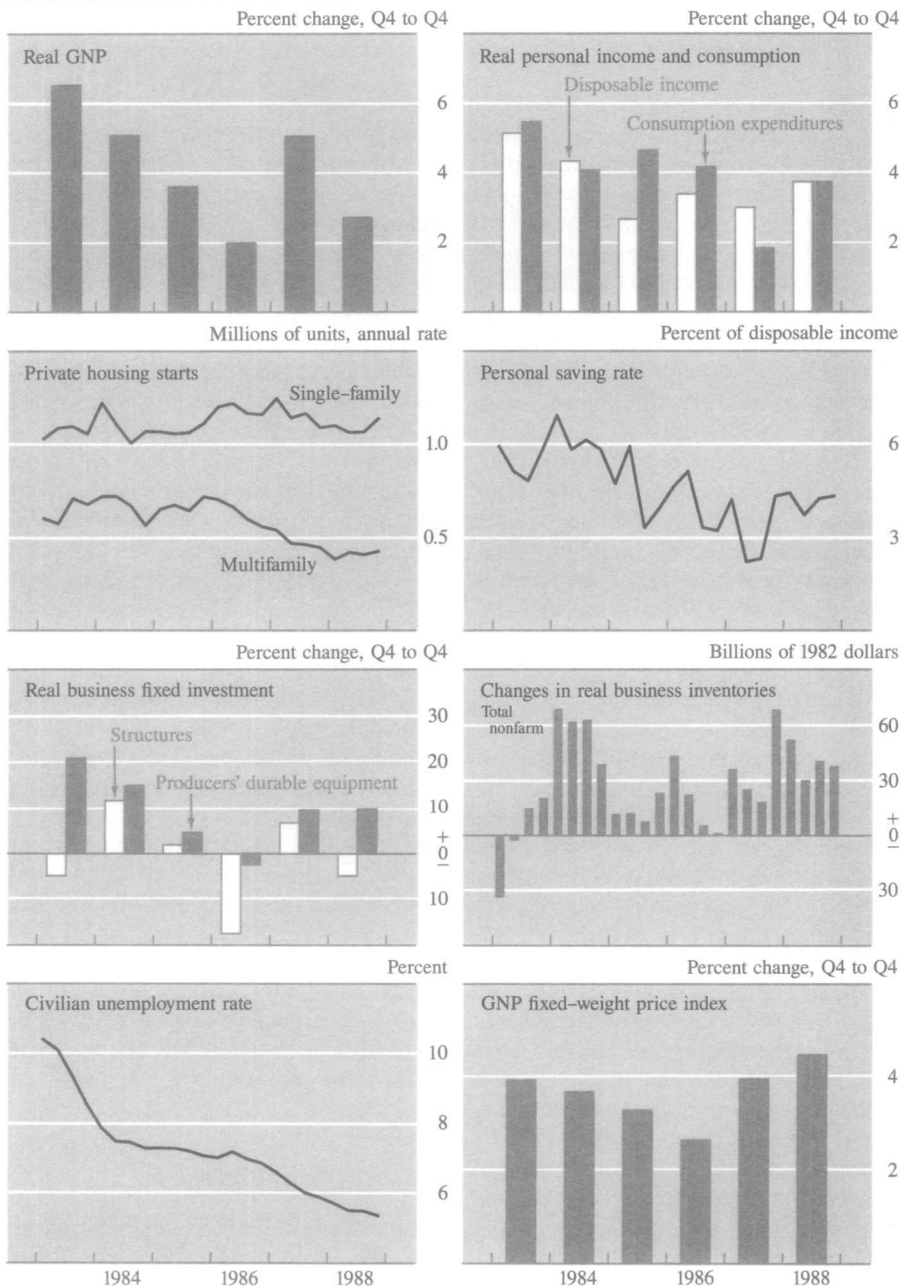 Percent change, Q4 to Q4
Real GNP
6
4
2
Percent change, Q4 to Q4
Real personal income and consumption
Disposable income
Consumption expenditures
6
4
2
Millions of units, annual rate
Private housing starts
Single-family
1.0
0.5
Multifamily
Percent of disposable income
Personal saving rate
6
3
Percent change, Q4 to Q4
Real business fixed investment
Structures
Producers' durable equipment
30
20
10
+
0
–
10
Billions of 1982 dollars
Changes in real business inventories
Total
nonfarm
60
30
+
0
–
30
Percent
Civilian unemployment rate
10
8
6
1984 1986 1988
Percent change, Q4 to Q4
GNP fixed-weight price index
4
2
1984 1986 1988